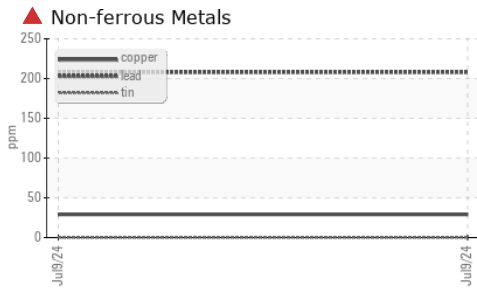 Non-ferrous Metals
250
200
150
100
50
0
ppm
copper
lead
tin
Jul9/24
Jul9/24